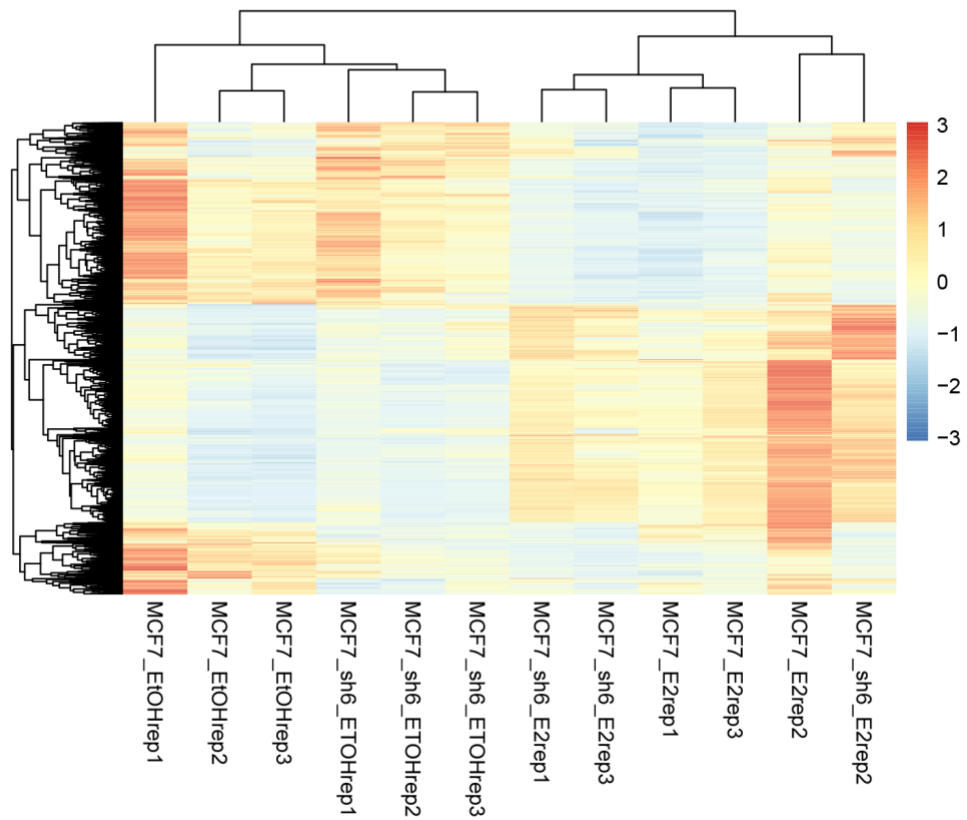 3
2
1
0
−1
−2
−3
MCF7_EtOHrep1
MCF7_EtOHrep2
MCF7_EtOHrep3
MCF7_sh6_ETOHrep1
MCF7_sh6_ETOHrep2
MCF7_sh6_ETOHrep3
MCF7_sh6_E2rep1
MCF7_sh6_E2rep3
MCF7_E2rep1
MCF7_E2rep3
MCF7_E2rep2
MCF7_sh6_E2rep2